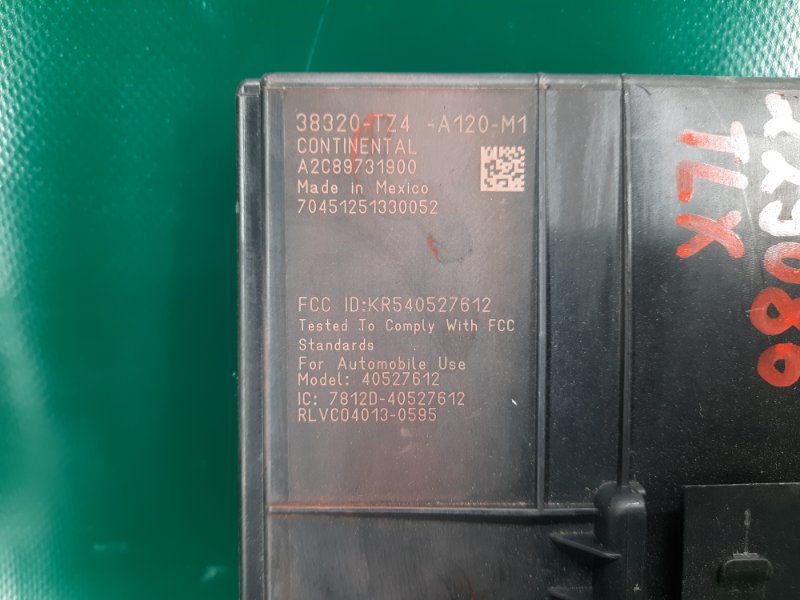 38320-TZ4 -A120-M1
CONTINENTAL
A2C89731900
Made in Mexico
70451251330052
FCC ID:KR540527612
Tested To Comply With FCC
Standards
For Automobile Use
Model: 40527612
IC: 7812D-40527612
RLVC04013-0595
TLX